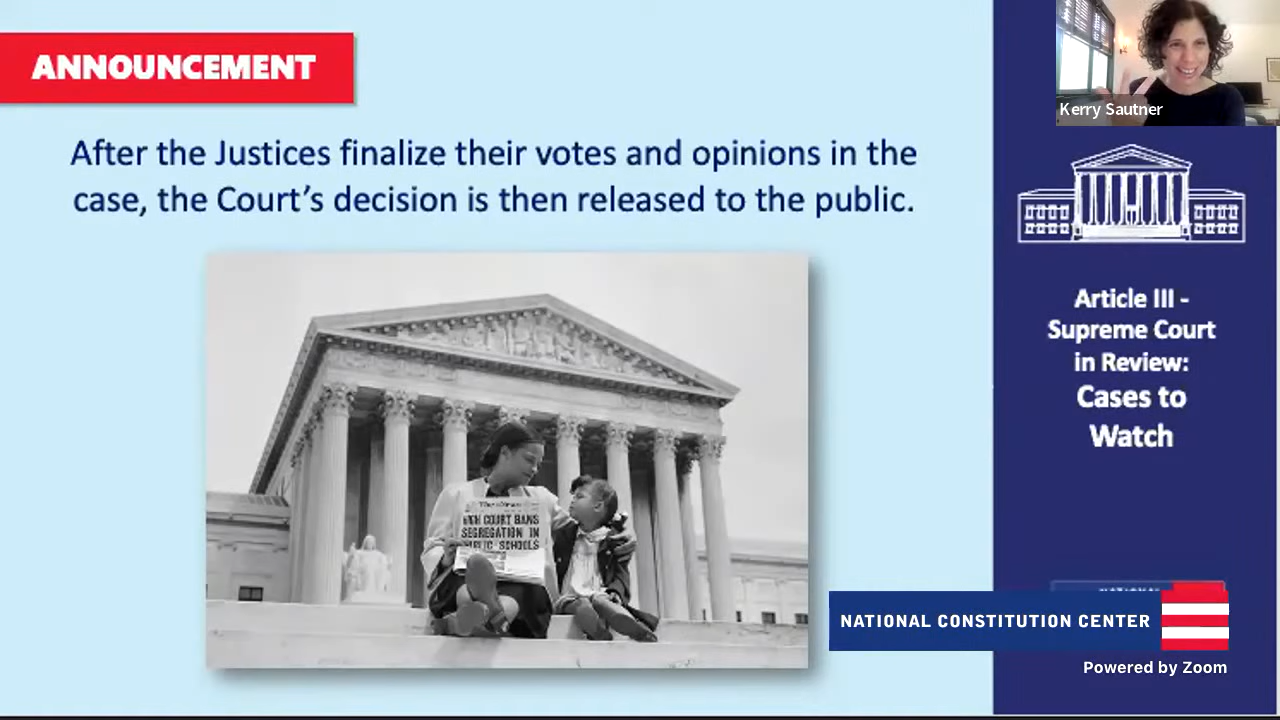 ANNOUNCEMENT
After the Justices finalize their votes and opinions in the
case, the Court's decision is then released to the public.
HIGH COURT BANS
SEGREGATION IN
PUBLIC SCHOOLS
Kerry Sautner
Article III -
Supreme Court
in Review:
Cases to
Watch
NATIONAL CONSTITUTION CENTER
Powered by Zoom